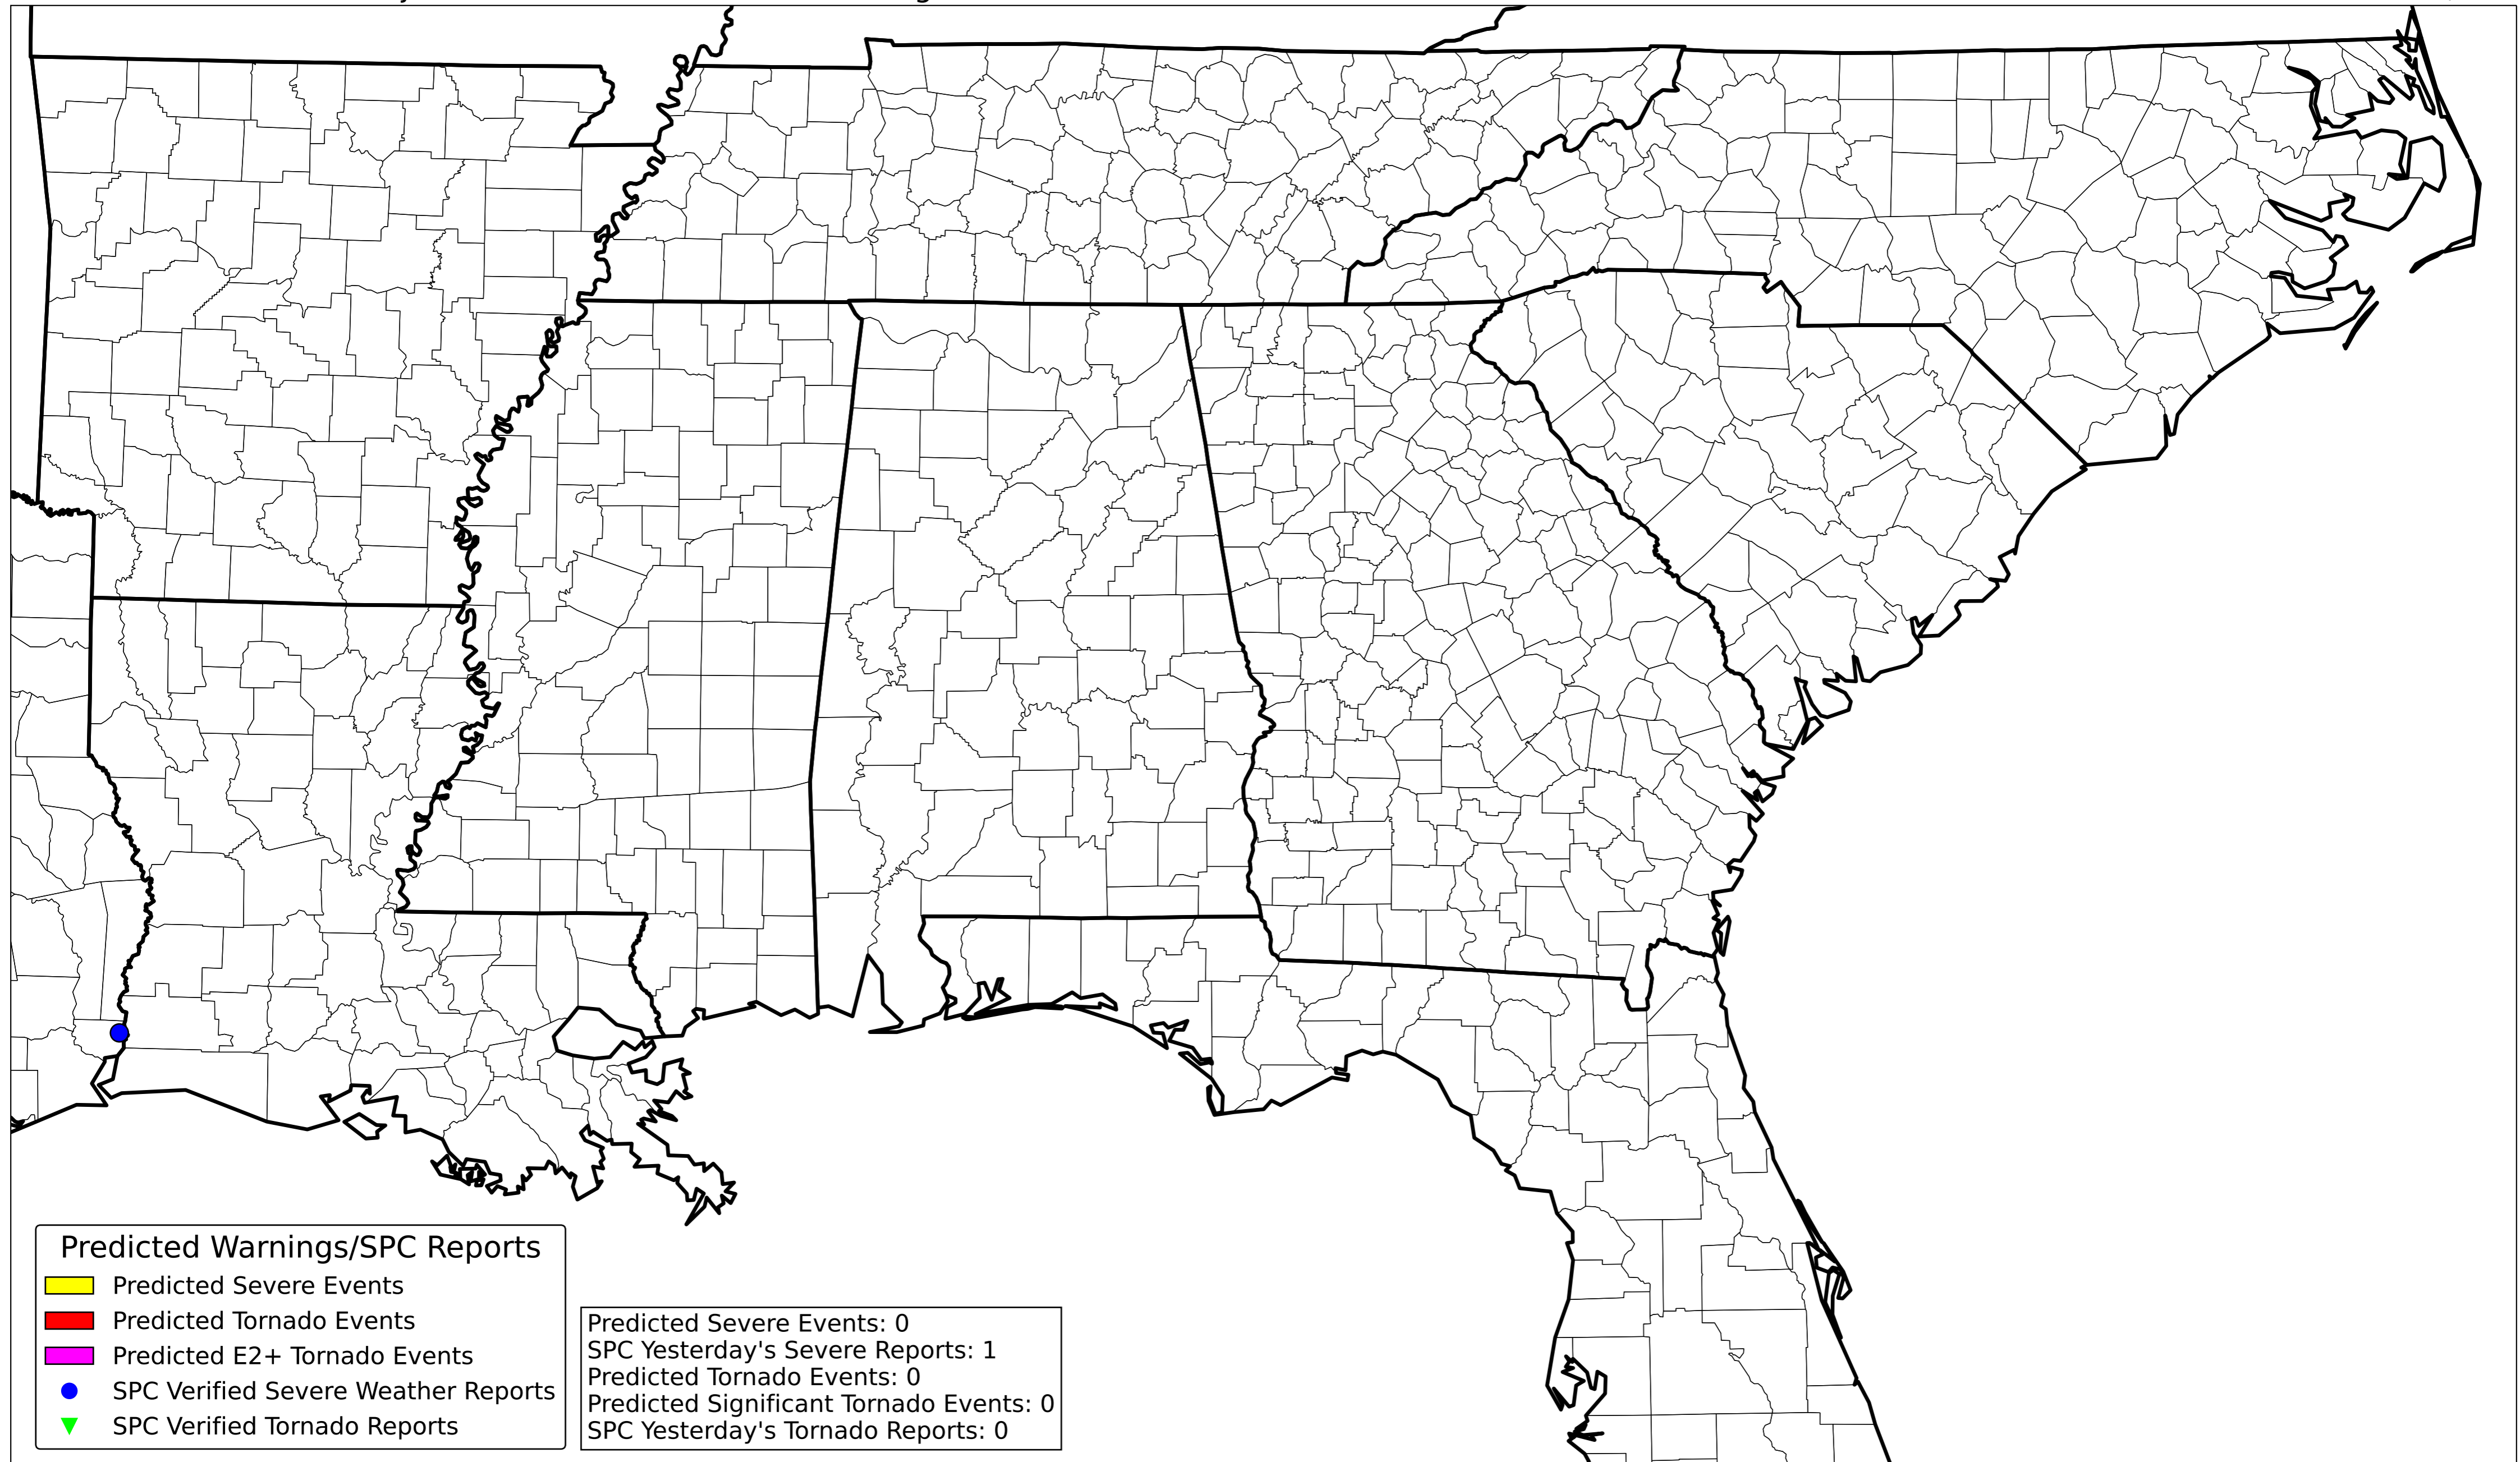 Predicted Warnings/SPC Reports
Predicted Severe Events
Predicted Tornado Events
Predicted E2+ Tornado Events
SPC Verified Severe Weather Reports
SPC Verified Tornado Reports
Predicted Severe Events: 0
SPC Yesterday's Severe Reports: 1
Predicted Tornado Events: 0
Predicted Significant Tornado Events: 0
SPC Yesterday's Tornado Reports: 0